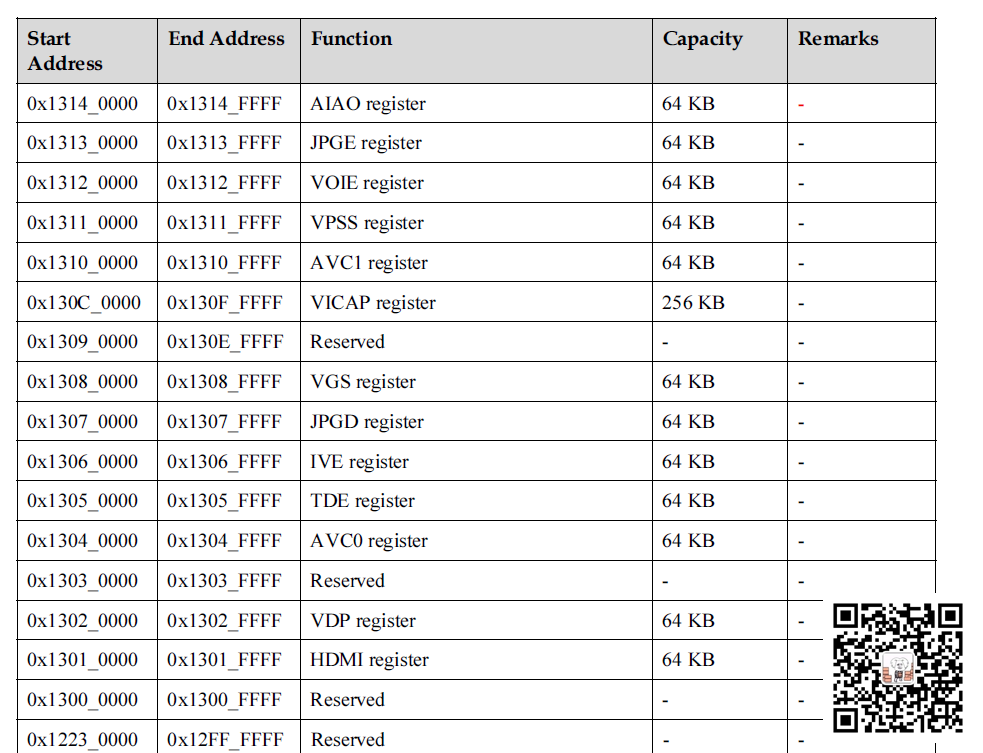 Start Address End Address Function Capacity Remarks
0x1314_0000 0x1314_FFFF AIAO register 64 KB -
0x1313_0000 0x1313_FFFF JPGE register 64 KB -
0x1312_0000 0x1312_FFFF VOIE register 64 KB -
0x1311_0000 0x1311_FFFF VPSS register 64 KB -
0x1310_0000 0x1310_FFFF AVC1 register 64 KB -
0x130C_0000 0x130F_FFFF VICAP register 256 KB -
0x1309_0000 0x130E_FFFF Reserved - -
0x1308_0000 0x1308_FFFF VGS register 64 KB -
0x1307_0000 0x1307_FFFF JPGD register 64 KB -
0x1306_0000 0x1306_FFFF IVE register 64 KB -
0x1305_0000 0x1305_FFFF TDE register 64 KB -
0x1304_0000 0x1304_FFFF AVC0 register 64 KB -
0x1303_0000 0x1303_FFFF Reserved - -
0x1302_0000 0x1302_FFFF VDP register 64 KB -
0x1301_0000 0x1301_FFFF HDMI register 64 KB -
0x1300_0000 0x1300_FFFF Reserved - -
0x1223_0000 0x12FF_FFFF Reserved - -